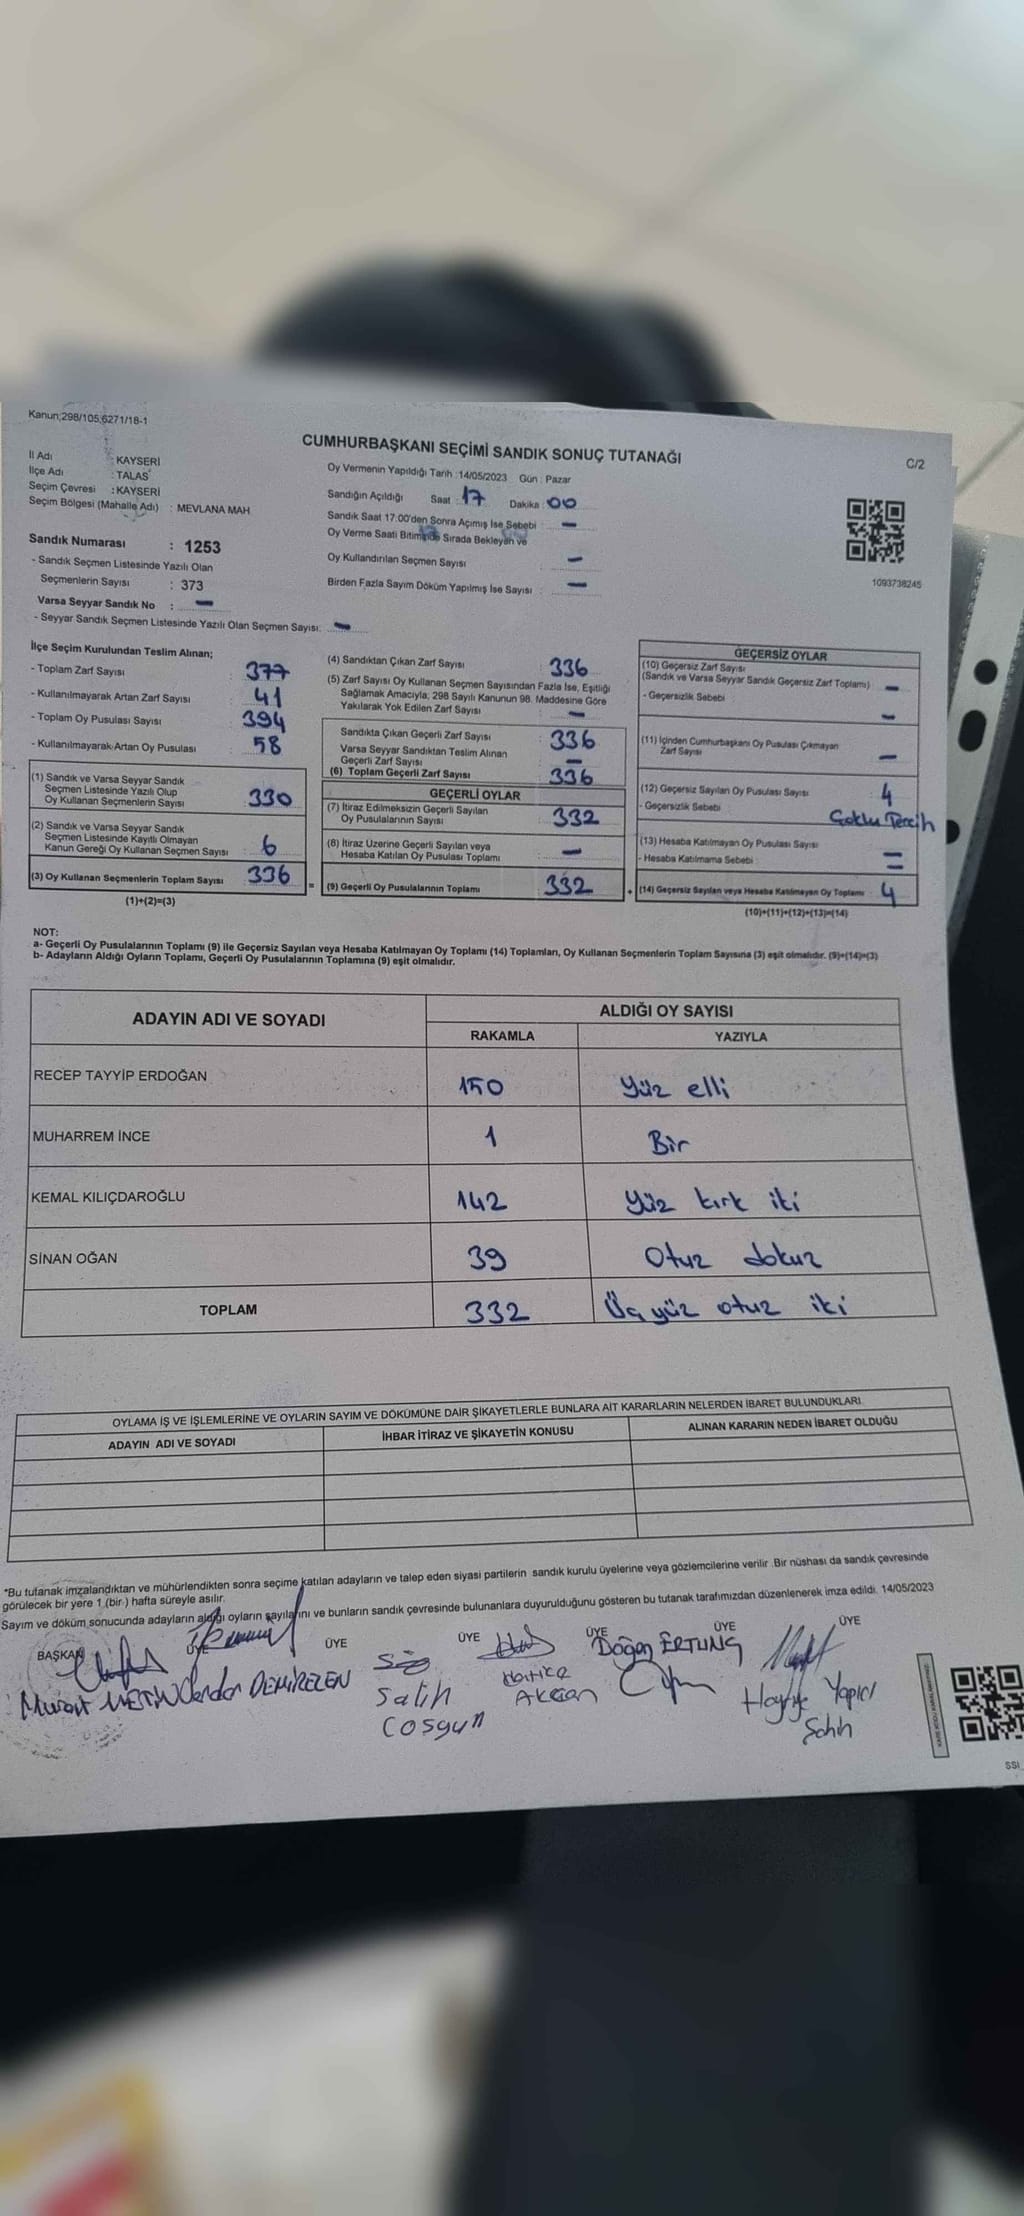 Kanun;298/105,6271/18-1
CUMHURBAŞKANI SEÇİMİ SANDIK SONUÇ TUTANAĞI
C/2
İl Adı : KAYSERİ
İlçe Adı : TALAS
Seçim Çevresi : KAYSERİ
Seçim Bölgesi (Mahalle Adı) : MEVLANA MAH
Oy Vermenin Yapıldığı Tarih :14/05/2023 Gün : Pazar
Sandığın Açıldığı Saat : 17 Dakika : 00
Sandık Saat 17:00'den Sonra Açımış İse Sebebi : -
Oy Verme Saati Bitiminde Sırada Bekleyen ve
Oy Kullandırılan Seçmen Sayısı : -
Birden Fazla Sayım Döküm Yapılmış İse Sayısı : -
1093738245
Sandık Numarası : 1253
- Sandık Seçmen Listesinde Yazılı Olan
Seçmenlerin Sayısı : 373
Varsa Seyyar Sandık No : -
- Seyyar Sandık Seçmen Listesinde Yazılı Olan Seçmen Sayısı: -
İlçe Seçim Kurulundan Teslim Alınan;
- Toplam Zarf Sayısı : 377
- Kullanılmayarak Artan Zarf Sayısı : 41
- Toplam Oy Pusulası Sayısı : 394
- Kullanılmayarak Artan Oy Pusulası : 58
(1) Sandık ve Varsa Seyyar Sandık
Seçmen Listesinde Yazılı Olup
Oy Kullanan Seçmenlerin Sayısı : 330
(2) Sandık ve Varsa Seyyar Sandık
Seçmen Listesinde Kayıtlı Olmayan
Kanun Gereği Oy Kullanan Seçmen Sayısı : 6
(3) Oy Kullanan Seçmenlerin Toplam Sayısı : 336
(1)+(2)=(3)
(4) Sandıktan Çıkan Zarf Sayısı : 336
(5) Zarf Sayısı Oy Kullanan Seçmen Sayısından Fazla İse, Eşitliği
Sağlamak Amacıyla; 298 Sayılı Kanunun 98. Maddesine Göre
Yakılarak Yok Edilen Zarf Sayısı : -
Sandıkta Çıkan Geçerli Zarf Sayısı : 336
Varsa Seyyar Sandıktan Teslim Alınan
Geçerli Zarf Sayısı : -
(6) Toplam Geçerli Zarf Sayısı : 336
GEÇERLİ OYLAR
(7) İtiraz Edilmeksizin Geçerli Sayılan
Oy Pusulalarının Sayısı : 332
(8) İtiraz Üzerine Geçerli Sayılan veya
Hesaba Katılan Oy Pusulası Toplamı : -
= (9) Geçerli Oy Pusulalarının Toplamı 332
GEÇERSİZ OYLAR
(10) Geçersiz Zarf Sayısı
(Sandık ve Varsa Seyyar Sandık Geçersiz Zarf Toplamı) : -
- Geçersizlik Sebebi : -
(11) İçinden Cumhurbaşkanı Oy Pusulası Çıkmayan
Zarf Sayısı : -
(12) Geçersiz Sayılan Oy Pusulası Sayısı : 4
- Geçersizlik Sebebi : Çoklu Tercih
(13) Hesaba Katılmayan Oy Pusulası Sayısı : -
- Hesaba Katılmama Sebebi : -
+ (14) Geçersiz Sayılan veya Hesaba Katılmayan Oy Toplamı : 4
(10)+(11)+(12)+(13)=(14)
NOT:
a- Geçerli Oy Pusulalarının Toplamı (9) ile Geçersiz Sayılan veya Hesaba Katılmayan Oy Toplamı (14) Toplamları, Oy Kullanan Seçmenlerin Toplam Sayısına (3) eşit olmalıdır. (9)+(14)=(3)
b- Adayların Aldığı Oyların Toplamı, Geçerli Oy Pusulalarının Toplamına (9) eşit olmalıdır.
ADAYIN ADI VE SOYADI
ALDIĞI OY SAYISI
RAKAMLA YAZIYLA
RECEP TAYYİP ERDOĞAN 150 Yüz elli
MUHARREM İNCE 1 Bir
KEMAL KILIÇDAROĞLU 142 Yüz kırk iki
SİNAN OĞAN 39 Otuz dokuz
TOPLAM 332 Üç yüz otuz iki
OYLAMA İŞ VE İŞLEMLERİNE VE OYLARIN SAYIM VE DÖKÜMÜNE DAİR ŞİKAYETLERLE BUNLARA AİT KARARLARIN NELERDEN İBARET BULUNDUKLARI
ADAYIN ADI VE SOYADI İHBAR İTİRAZ VE ŞİKAYETİN KONUSU ALINAN KARARIN NEDEN İBARET OLDUĞU
*Bu tutanak imzalandıktan ve mühürlendikten sonra seçime katılan adayların ve talep eden siyasi partilerin sandık kurulu üyelerine veya gözlemcilerine verilir. Bir nüshası da sandık çevresinde
görülecek bir yere 1 (bir) hafta süreyle asılır.
Sayım ve döküm sonucunda adayların aldığı oyların sayılarını ve bunların sandık çevresinde bulunanlara duyurulduğunu gösteren bu tutanak tarafımızdan düzenlenerek imza edildi. 14/05/2023
BAŞKAN ÜYE ÜYE ÜYE ÜYE ÜYE ÜYE
Murat METİN
DEMİREZEN
Salih
Coşgun
Hatice
Akcan
Doğan ERTUNG
Yapıcı
Şahin
SSI